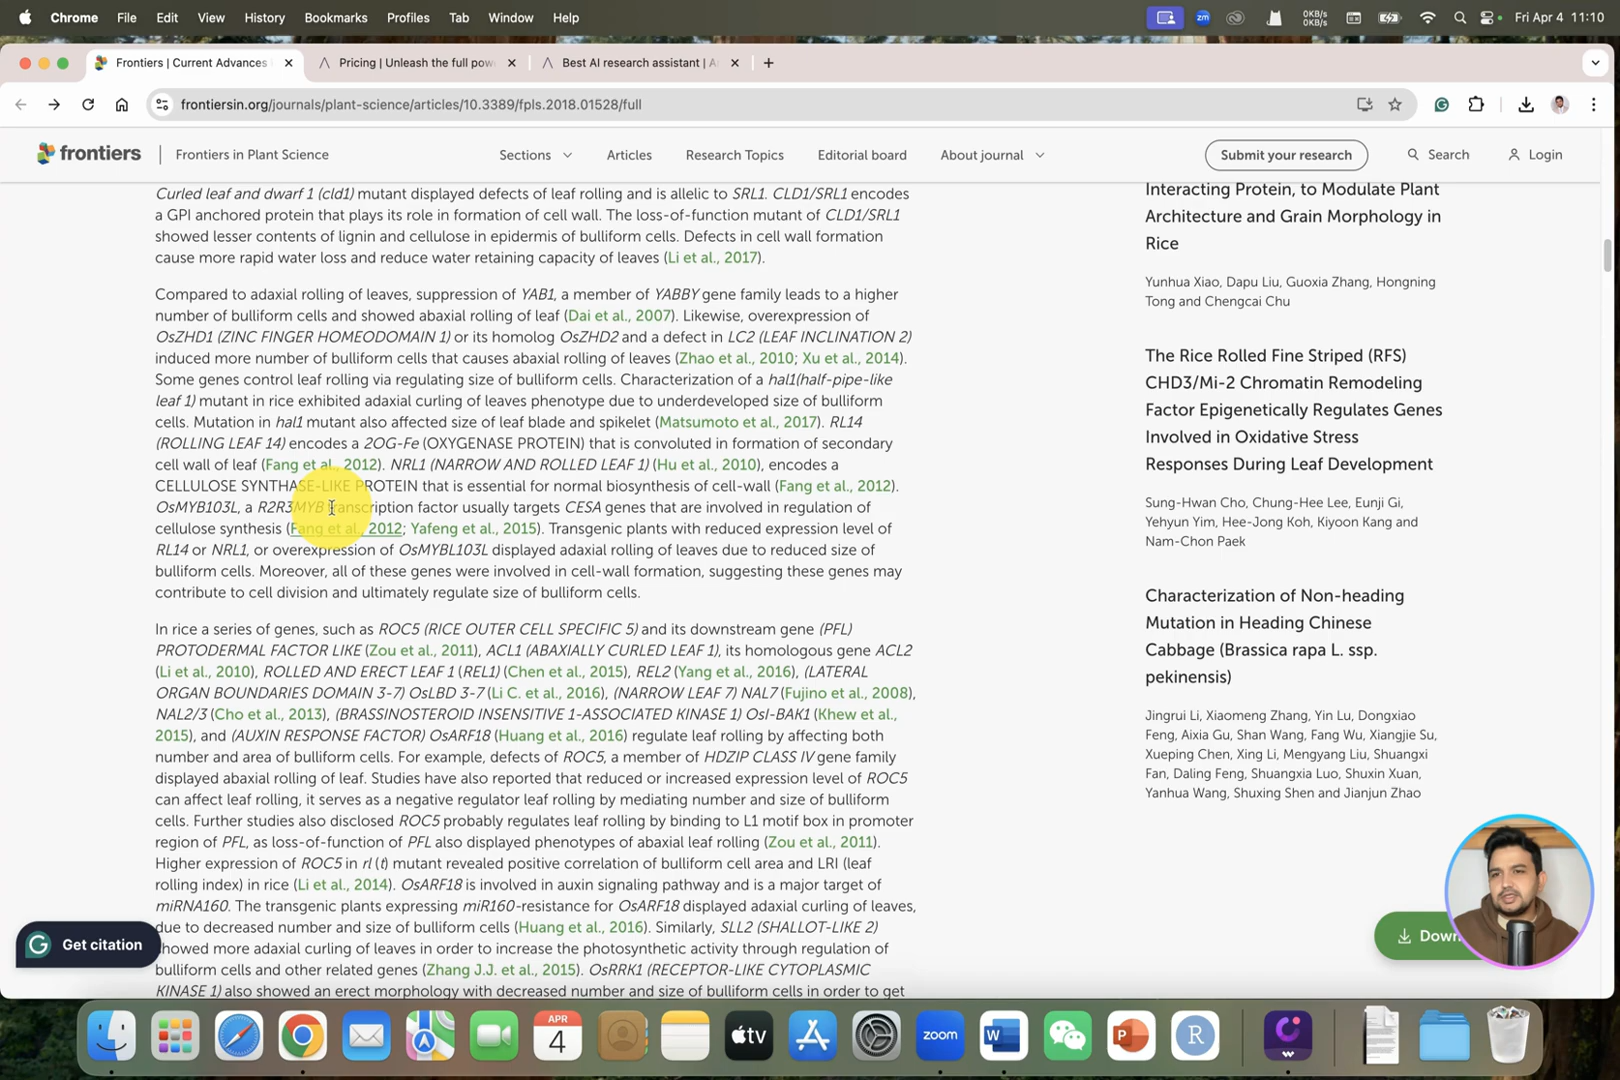 Chrome File Edit View History Bookmarks Profiles Tab Window Help
zm 0KB/s 0KB/s Fri Apr 4 11:10
Frontiers | Current Advances
Pricing | Unleash the full pow
Best AI research assistant | A
frontiersin.org/journals/plant-science/articles/10.3389/fpls.2018.01528/full
frontiers Frontiers in Plant Science Sections Articles Research Topics Editorial board About journal Submit your research Search Login
Curled leaf and dwarf 1 (cld1) mutant displayed defects of leaf rolling and is allelic to SRL1. CLD1/SRL1 encodes
a GPI anchored protein that plays its role in formation of cell wall. The loss-of-function mutant of CLD1/SRL1
showed lesser contents of lignin and cellulose in epidermis of bulliform cells. Defects in cell wall formation
cause more rapid water loss and reduce water retaining capacity of leaves (Li et al., 2017).
Compared to adaxial rolling of leaves, suppression of YAB1, a member of YABBY gene family leads to a higher
number of bulliform cells and showed abaxial rolling of leaf (Dai et al., 2007). Likewise, overexpression of
OsZHD1 (ZINC FINGER HOMEODOMAIN 1) or its homolog OsZHD2 and a defect in LC2 (LEAF INCLINATION 2)
induced more number of bulliform cells that causes abaxial rolling of leaves (Zhao et al., 2010; Xu et al., 2014).
Some genes control leaf rolling via regulating size of bulliform cells. Characterization of a hal1(half-pipe-like
leaf 1) mutant in rice exhibited adaxial curling of leaves phenotype due to underdeveloped size of bulliform
cells. Mutation in hal1 mutant also affected size of leaf blade and spikelet (Matsumoto et al., 2017). RL14
(ROLLING LEAF 14) encodes a 2OG-Fe (OXYGENASE PROTEIN) that is convoluted in formation of secondary
cell wall of leaf (Fang et al., 2012). NRL1 (NARROW AND ROLLED LEAF 1) (Hu et al., 2010), encodes a
CELLULOSE SYNTHASE-LIKE PROTEIN that is essential for normal biosynthesis of cell-wall (Fang et al., 2012).
OsMYB103L, a R2R3MYB transcription factor usually targets CESA genes that are involved in regulation of
cellulose synthesis (Fang et al., 2012; Yafeng et al., 2015). Transgenic plants with reduced expression level of
RL14 or NRL1, or overexpression of OsMYBL103L displayed adaxial rolling of leaves due to reduced size of
bulliform cells. Moreover, all of these genes were involved in cell-wall formation, suggesting these genes may
contribute to cell division and ultimately regulate size of bulliform cells.
In rice a series of genes, such as ROC5 (RICE OUTER CELL SPECIFIC 5) and its downstream gene (PFL)
PROTODERMAL FACTOR LIKE (Zou et al., 2011), ACL1 (ABAXIALLY CURLED LEAF 1), its homologous gene ACL2
(Li et al., 2010), ROLLED AND ERECT LEAF 1 (REL1) (Chen et al., 2015), REL2 (Yang et al., 2016), (LATERAL
ORGAN BOUNDARIES DOMAIN 3-7) OsLBD 3-7 (Li C. et al., 2016), (NARROW LEAF 7) NAL7 (Fujino et al., 2008),
NAL2/3 (Cho et al., 2013), (BRASSINOSTEROID INSENSITIVE 1-ASSOCIATED KINASE 1) OsI-BAK1 (Khew et al.,
2015), and (AUXIN RESPONSE FACTOR) OsARF18 (Huang et al., 2016) regulate leaf rolling by affecting both
number and area of bulliform cells. For example, defects of ROC5, a member of HDZIP CLASS IV gene family
displayed abaxial rolling of leaf. Studies have also reported that reduced or increased expression level of ROC5
can affect leaf rolling, it serves as a negative regulator leaf rolling by mediating number and size of bulliform
cells. Further studies also disclosed ROC5 probably regulates leaf rolling by binding to L1 motif box in promoter
region of PFL, as loss-of-function of PFL also displayed phenotypes of abaxial leaf rolling (Zou et al., 2011).
Higher expression of ROC5 in rl (t) mutant revealed positive correlation of bulliform cell area and LRI (leaf
rolling index) in rice (Li et al., 2014). OsARF18 is involved in auxin signaling pathway and is a major target of
miRNA160. The transgenic plants expressing miR160-resistance for OsARF18 displayed adaxial curling of leaves,
due to decreased number and size of bulliform cells (Huang et al., 2016). Similarly, SLL2 (SHALLOT-LIKE 2)
showed more adaxial curling of leaves in order to increase the photosynthetic activity through regulation of
bulliform cells and other related genes (Zhang J.J. et al., 2015). OsRRK1 (RECEPTOR-LIKE CYTOPLASMIC
KINASE 1) also showed an erect morphology with decreased number and size of bulliform cells in order to get
Interacting Protein, to Modulate Plant
Architecture and Grain Morphology in
Rice
Yunhua Xiao, Dapu Liu, Guoxia Zhang, Hongning
Tong and Chengcai Chu
The Rice Rolled Fine Striped (RFS)
CHD3/Mi-2 Chromatin Remodeling
Factor Epigenetically Regulates Genes
Involved in Oxidative Stress
Responses During Leaf Development
Sung-Hwan Cho, Chung-Hee Lee, Eunji Gi,
Yehyun Yim, Hee-Jong Koh, Kiyoon Kang and
Nam-Chon Paek
Characterization of Non-heading
Mutation in Heading Chinese
Cabbage (Brassica rapa L. ssp.
pekinensis)
Jingrui Li, Xiaomeng Zhang, Yin Lu, Dongxiao
Feng, Aixia Gu, Shan Wang, Fang Wu, Xiangjie Su,
Xueping Chen, Xing Li, Mengyang Liu, Shuangxi
Fan, Daling Feng, Shuangxia Luo, Shuxin Xuan,
Yanhua Wang, Shuxing Shen and Jianjun Zhao
Get citation
Down
APR
4
tv
zoom
W
P
R